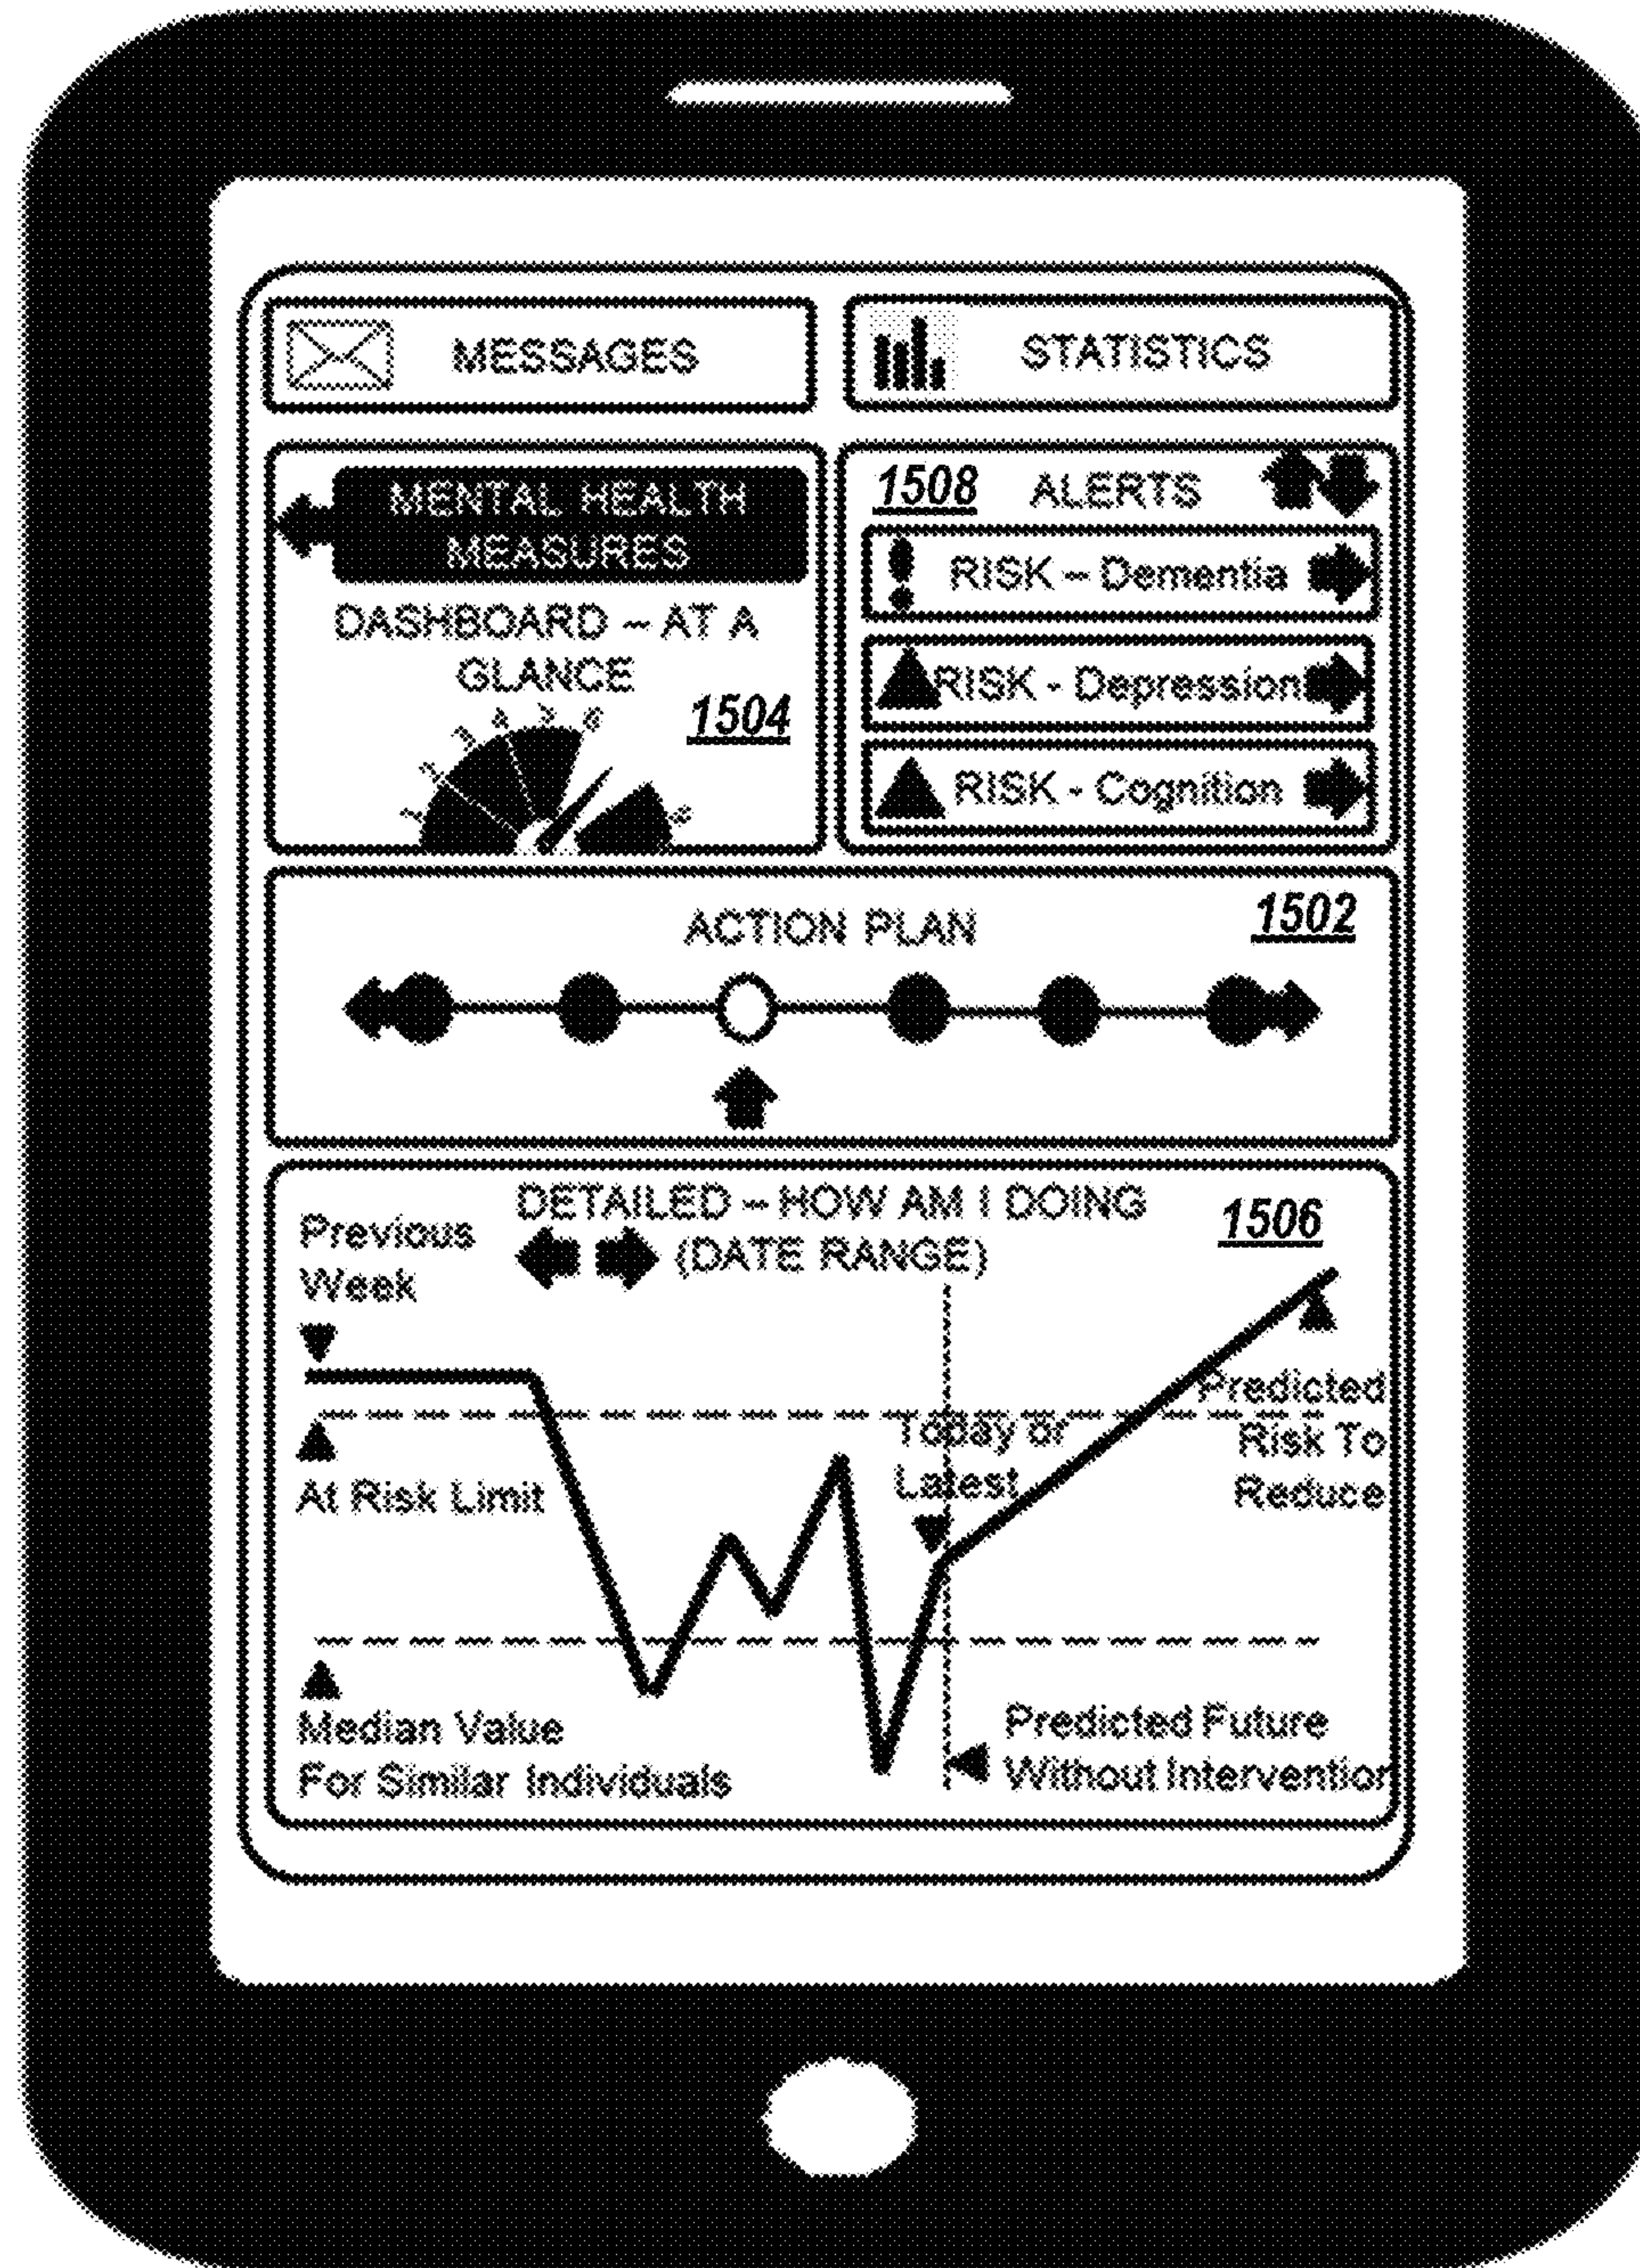 MESSAGES
STATISTICS
MENTAL HEALTH
MEASURES
DASHBOARD – AT A
GLANCE
1504
1508
ALERTS
RISK – Dementia
RISK - Depression
RISK - Cognition
1502
ACTION PLAN
DETAILED – HOW AM I DOING
(DATE RANGE)
1506
Previous
Week
At Risk Limit
Today or
Latest
Predicted
Risk To
Reduce
Median Value
For Similar Individuals
Predicted Future
Without Intervention